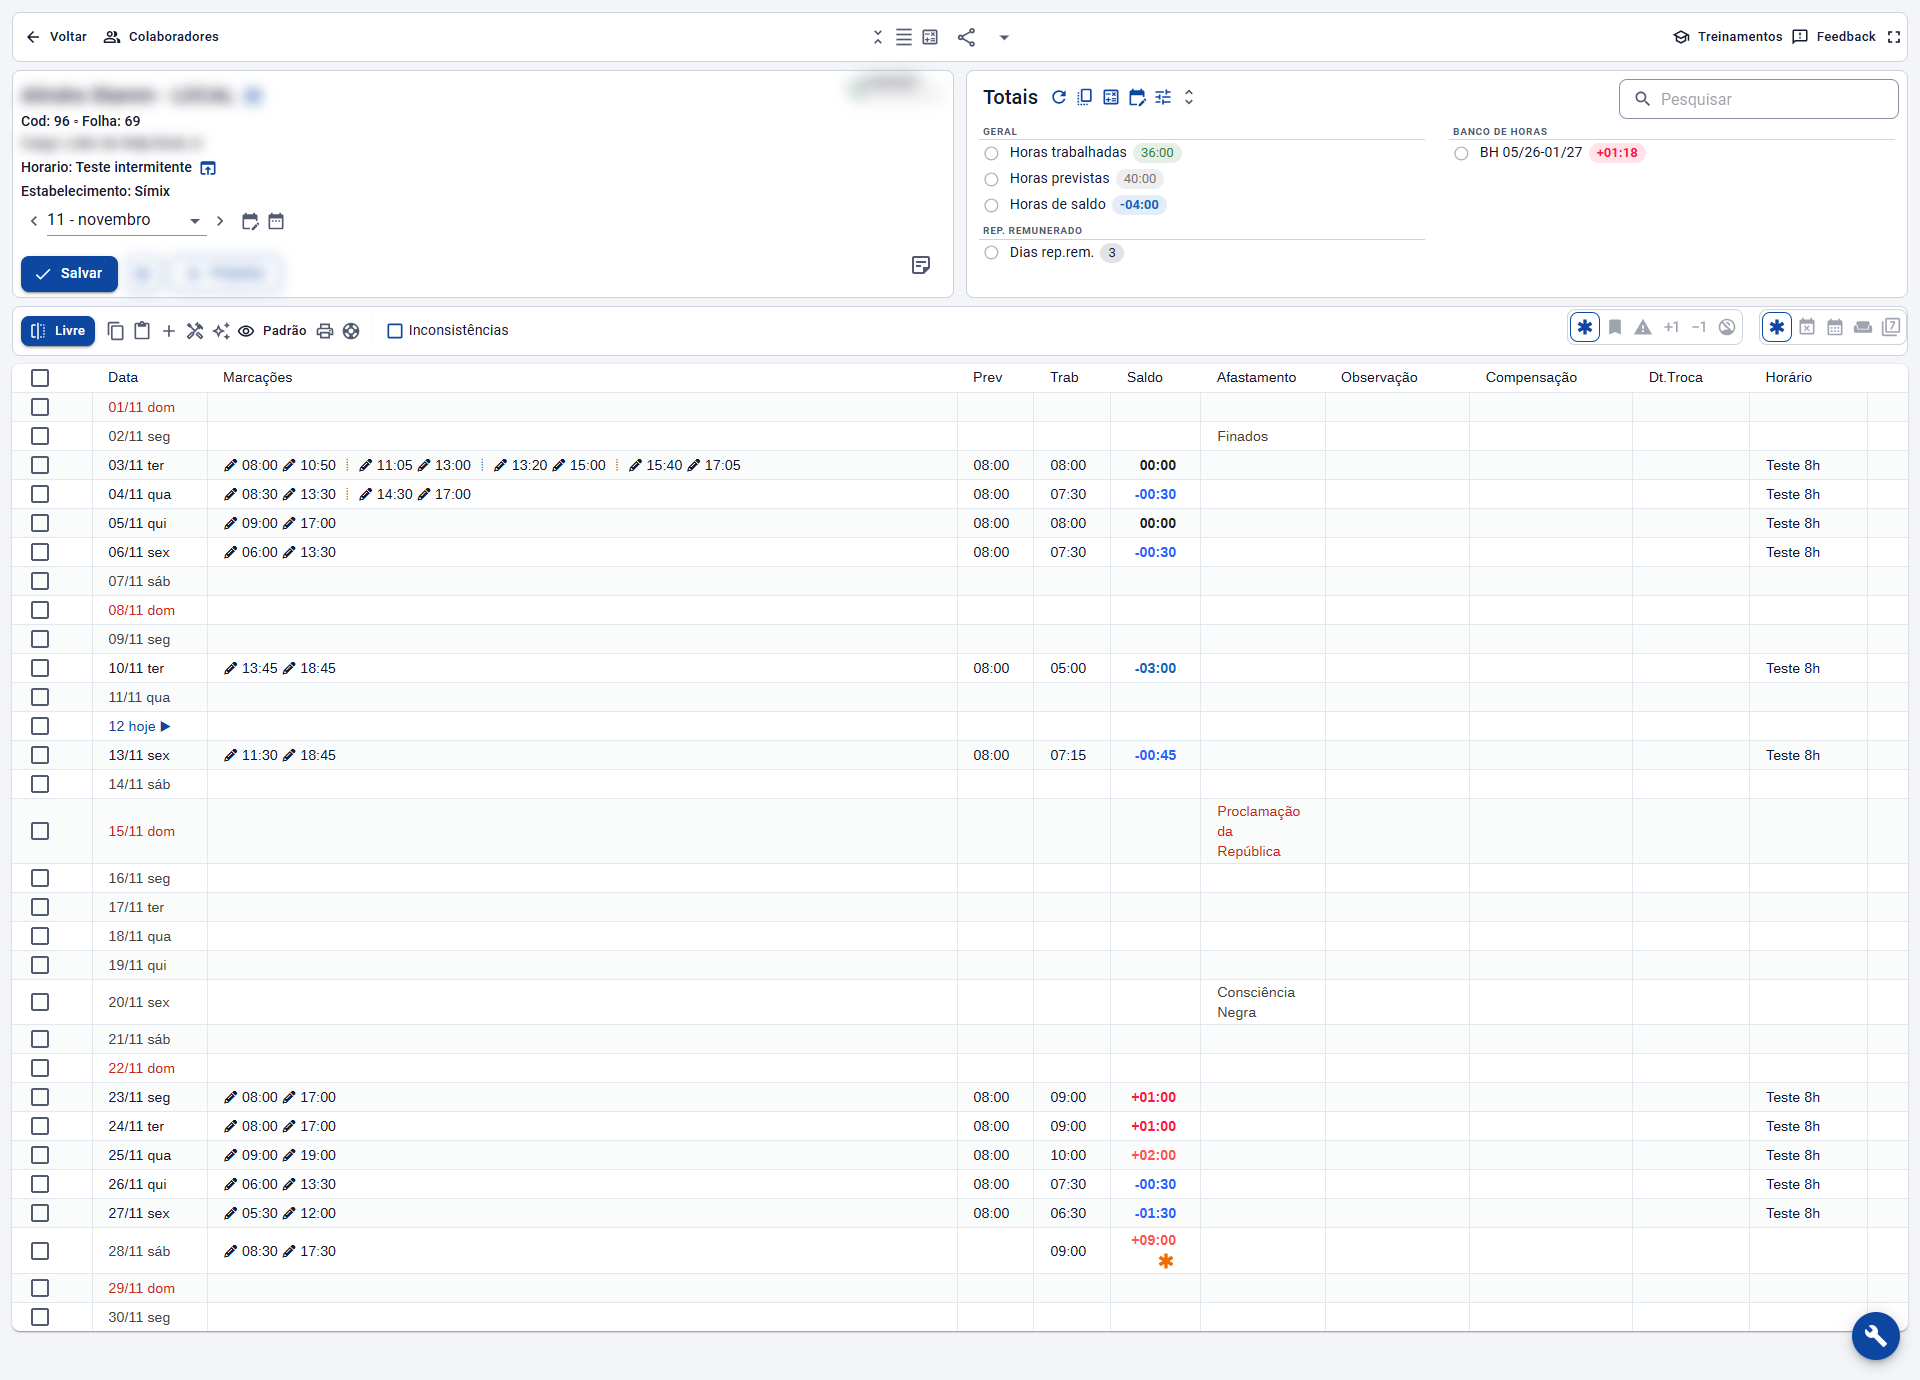 Voltar Colaboradores Treinamentos Feedback
Cod: 96 - Folha: 69
Horario: Teste intermitente
Estabelecimento: Símix
11 - novembro
Salvar
Totais Pesquisar
GERAL BANCO DE HORAS
Horas trabalhadas 36:00 BH 05/26-01/27 +01:18
Horas previstas 40:00
Horas de saldo -04:00
REP. REMUNERADO
Dias rep.rem. 3
Livre Padrão Inconsistências +1 −1 7
Data Marcações Prev Trab Saldo Afastamento Observação Compensação Dt.Troca Horário
01/11 dom
02/11 seg Finados
03/11 ter 08:00 10:50 11:05 13:00 13:20 15:00 15:40 17:05 08:00 08:00 00:00 Teste 8h
04/11 qua 08:30 13:30 14:30 17:00 08:00 07:30 -00:30 Teste 8h
05/11 qui 09:00 17:00 08:00 08:00 00:00 Teste 8h
06/11 sex 06:00 13:30 08:00 07:30 -00:30 Teste 8h
07/11 sáb
08/11 dom
09/11 seg
10/11 ter 13:45 18:45 08:00 05:00 -03:00 Teste 8h
11/11 qua
12 hoje
13/11 sex 11:30 18:45 08:00 07:15 -00:45 Teste 8h
14/11 sáb
15/11 dom Proclamação
da
República
16/11 seg
17/11 ter
18/11 qua
19/11 qui
20/11 sex Consciência
Negra
21/11 sáb
22/11 dom
23/11 seg 08:00 17:00 08:00 09:00 +01:00 Teste 8h
24/11 ter 08:00 17:00 08:00 09:00 +01:00 Teste 8h
25/11 qua 09:00 19:00 08:00 10:00 +02:00 Teste 8h
26/11 qui 06:00 13:30 08:00 07:30 -00:30 Teste 8h
27/11 sex 05:30 12:00 08:00 06:30 -01:30 Teste 8h
28/11 sáb 08:30 17:30 09:00 +09:00
29/11 dom
30/11 seg